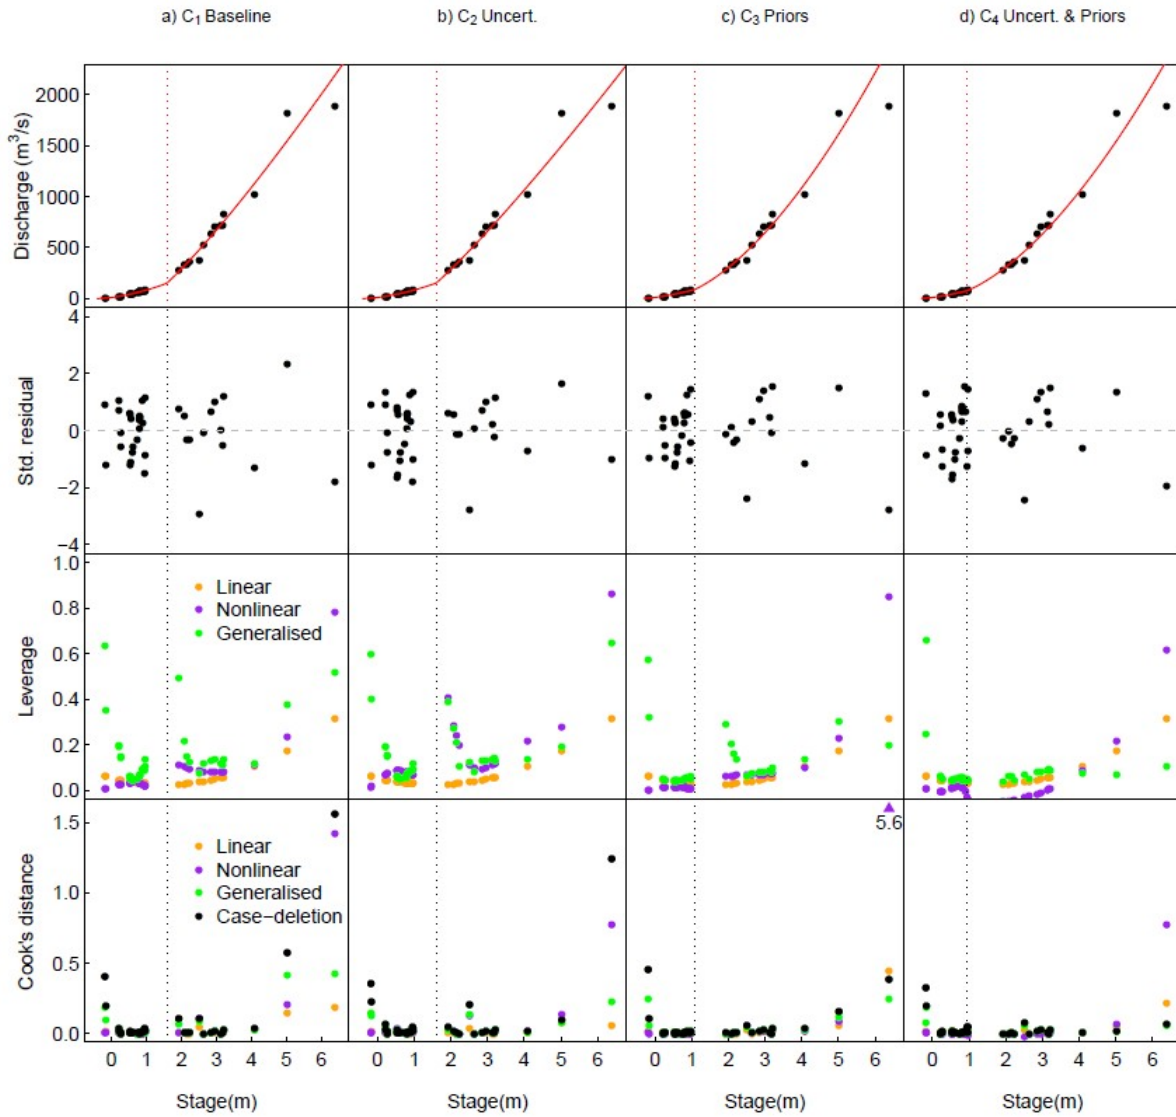 a) C1 Baseline
b) C2 Uncert.
c) C3 Priors
d) C4 Uncert. & Priors
Discharge (m3/s)
2000
1500
1000
500
0
Std. residual
4
2
0
−2
−4
Leverage
1.0
0.8
0.6
0.4
0.2
0.0
Linear
Nonlinear
Generalised
Cook's distance
1.5
1.0
0.5
0.0
Linear
Nonlinear
Generalised
Case−deletion
5.6
0 1 2 3 4 5 6
0 1 2 3 4 5 6
0 1 2 3 4 5 6
0 1 2 3 4 5 6
Stage(m)
Stage(m)
Stage(m)
Stage(m)